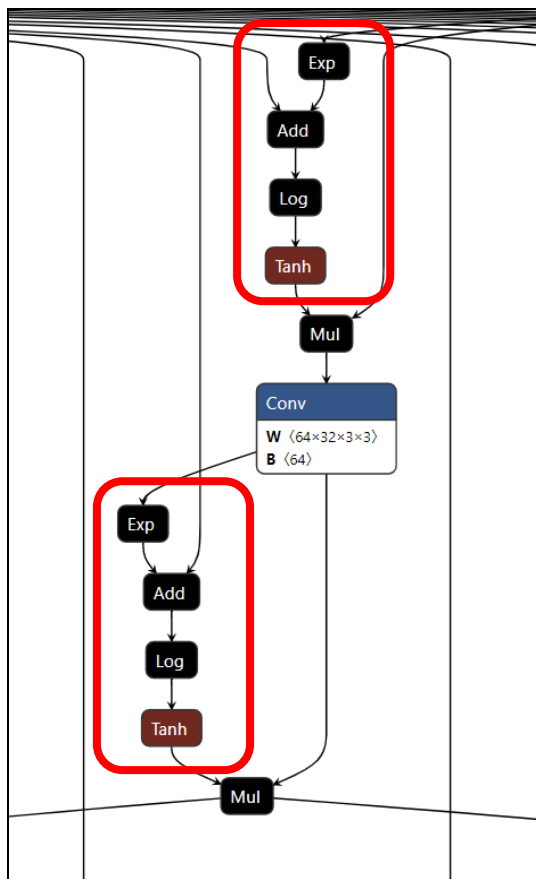 Exp
Add
Log
Tanh
Mul
Conv
W ⟨64×32×3×3⟩
B ⟨64⟩
Exp
Add
Log
Tanh
Mul